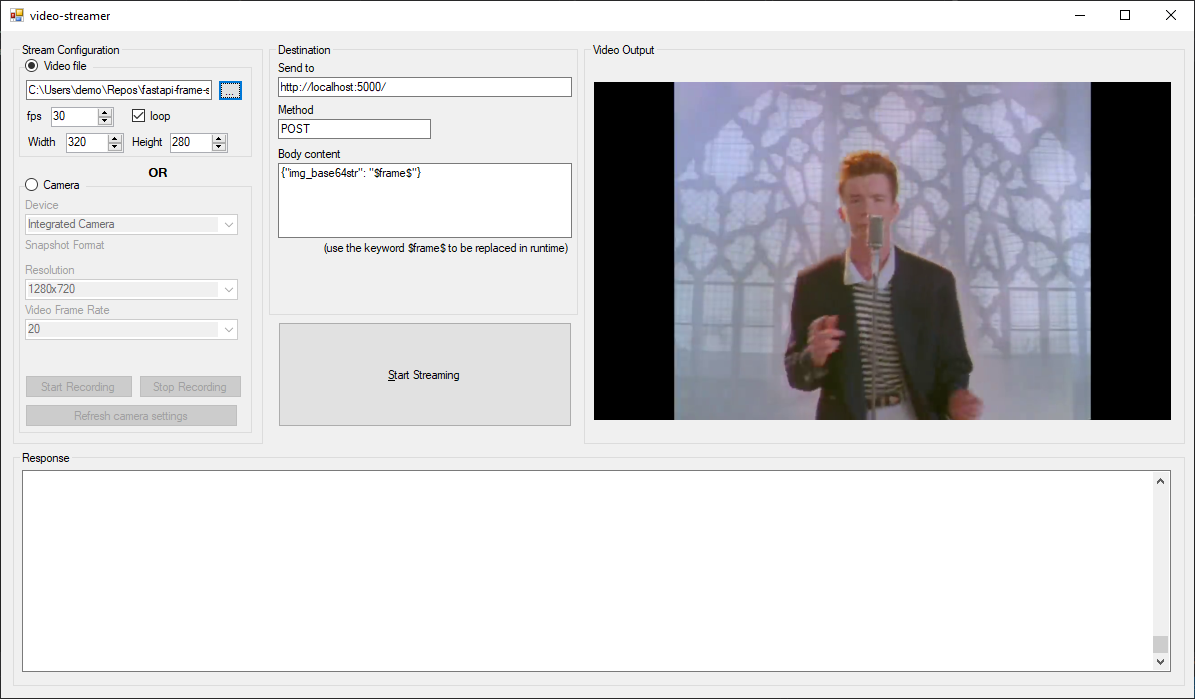 video-streamer
Stream Configuration
Video file
C:\Users\demo\Repos\fastapi-frame-s
...
fps 30 loop
Width 320 Height 280
OR
Camera
Device
Integrated Camera
Snapshot Format
Resolution
1280x720
Video Frame Rate
20
Start Recording Stop Recording
Refresh camera settings
Destination
Send to
http://localhost:5000/
Method
POST
Body content
{"img_base64str": "$frame$"}
(use the keyword $frame$ to be replaced in runtime)
Start Streaming
Video Output
Response